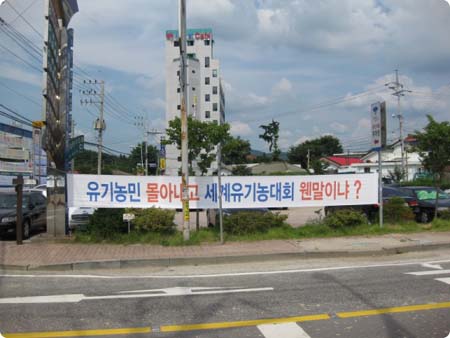 유기농민 몰아내고 세계유기농대회 웬말이냐 ?